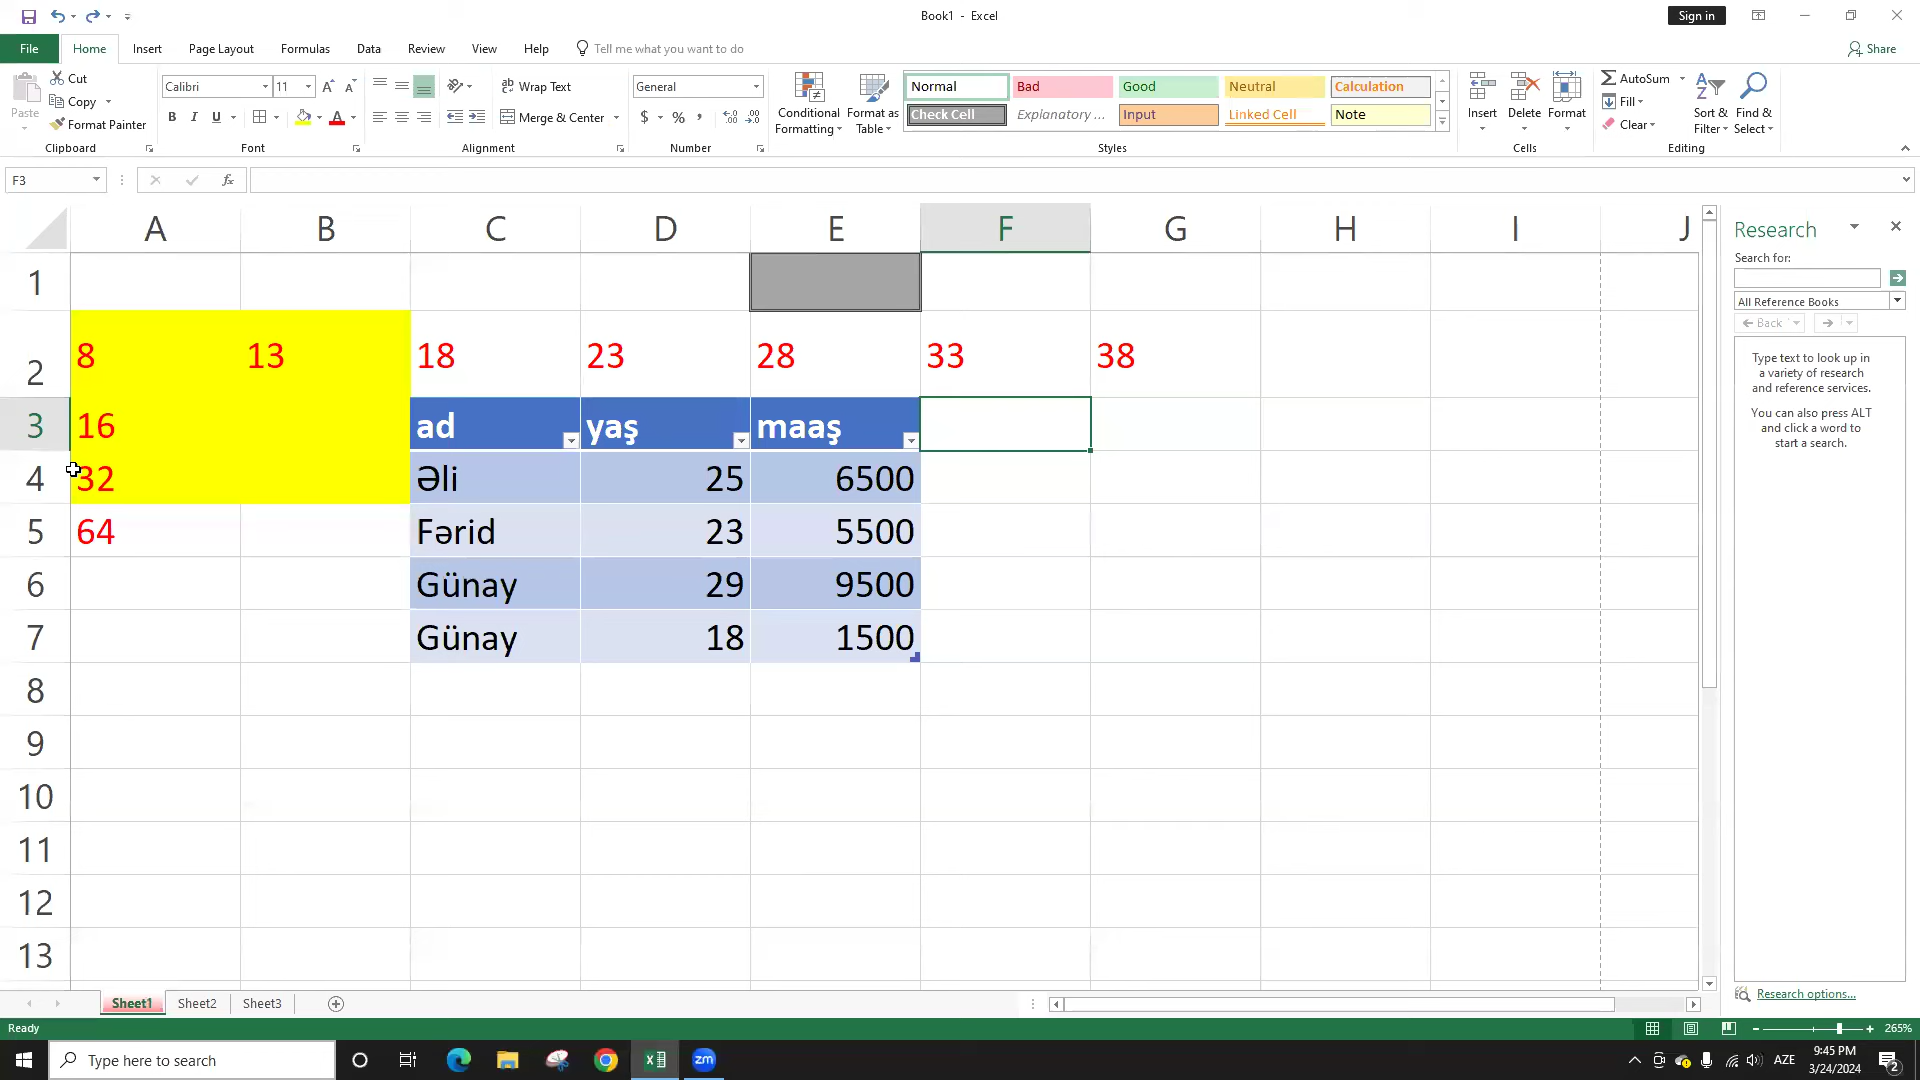 Book1 - Excel
Sign in
File Home Insert Page Layout Formulas Data Review View Help Tell me what you want to do Share
Paste
Cut
Copy
Format Painter
Clipboard
Calibri 11
B I U
Font
Wrap Text
Merge & Center
Alignment
General
$ % ,
Number
Conditional Formatting
Format as Table
Normal Bad Good Neutral Calculation
Check Cell Explanatory ... Input Linked Cell Note
Styles
Insert Delete Format
Cells
AutoSum
Fill
Clear
Sort & Filter
Find & Select
Editing
F3
fx
A B C D E F G H I J
1
2 8 13 18 23 28 33 38
3 16 ad yaş maaş
4 32 Əli 25 6500
5 64 Fərid 23 5500
6 Günay 29 9500
7 Günay 18 1500
8
9
10
11
12
13
Research
Search for:
All Reference Books
Back
Type text to look up in
a variety of research
and reference services.
You can also press ALT
and click a word to
start a search.
Research options...
Sheet1 Sheet2 Sheet3
Ready
265%
Type here to search
zm
AZE
9:45 PM
3/24/2024
2